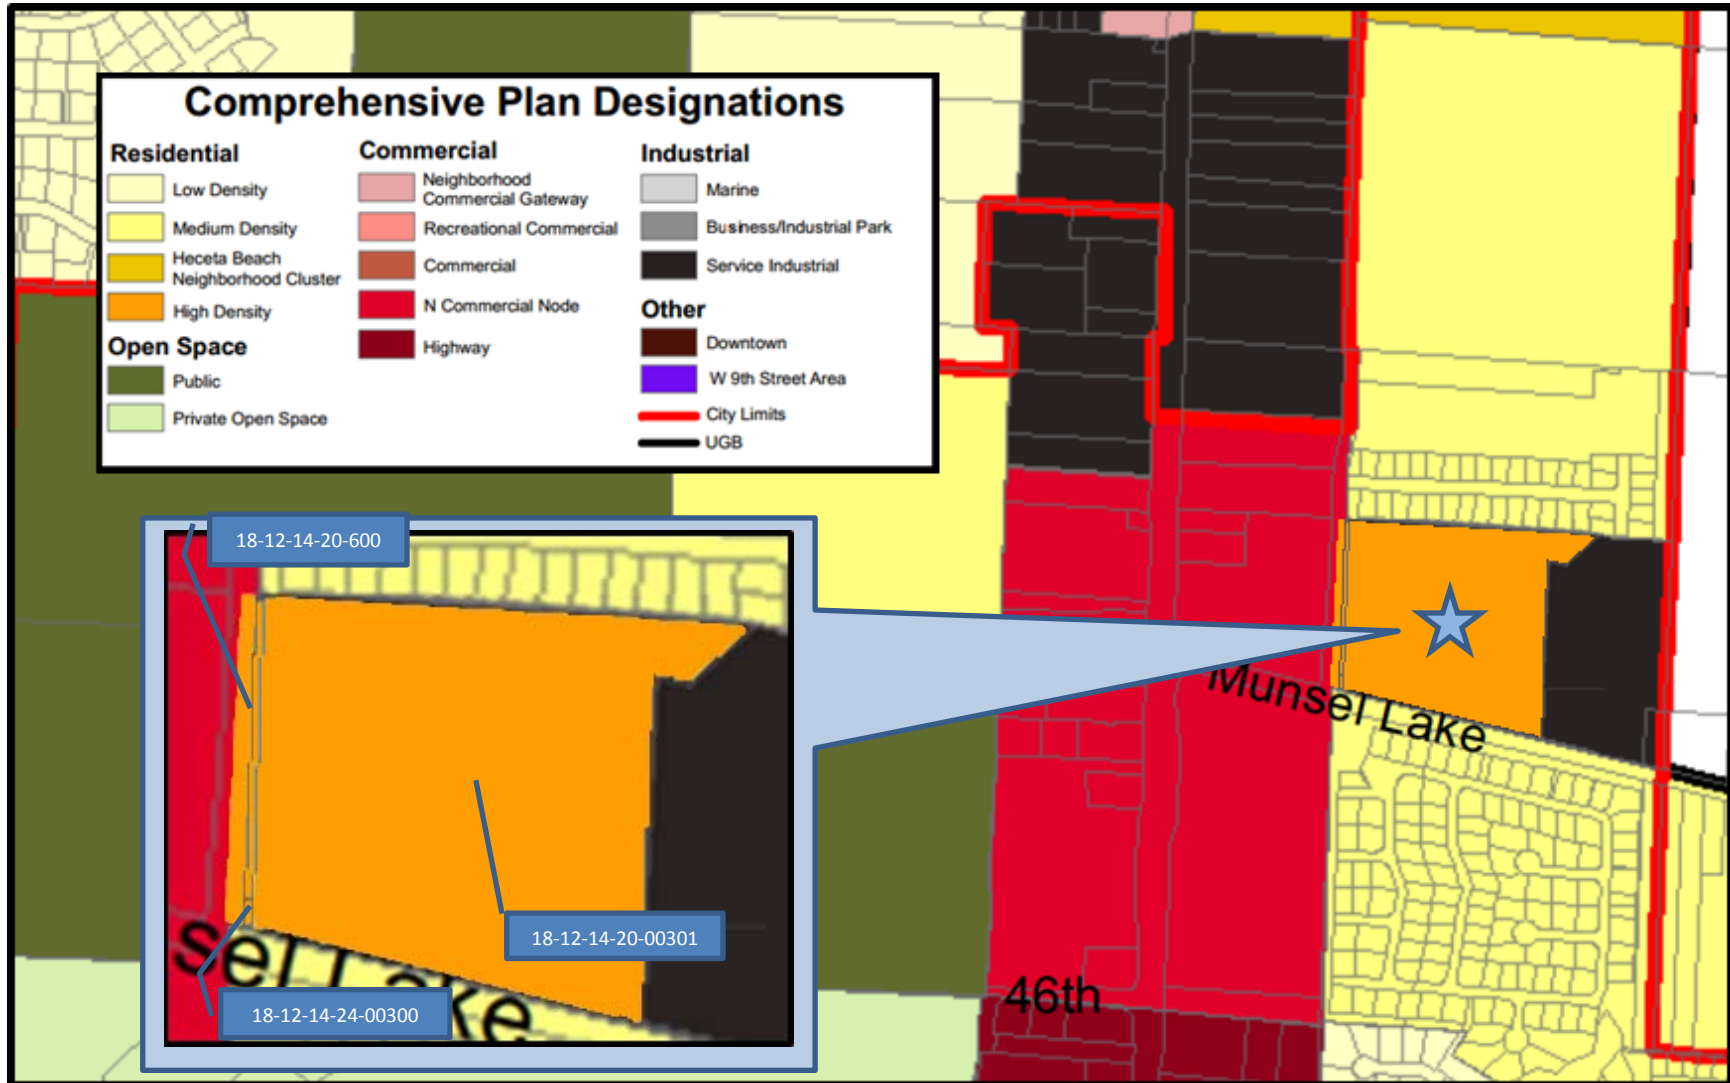 Comprehensive Plan Designations
Residential
Low Density
Medium Density
Heceta Beach
Neighborhood Cluster
High Density
Open Space
Public
Private Open Space
Commercial
Neighborhood
Commercial Gateway
Recreational Commercial
Commercial
N Commercial Node
Highway
Industrial
Marine
Business/Industrial Park
Service Industrial
Other
Downtown
W 9th Street Area
City Limits
UGB
18-12-14-20-600
18-12-14-20-00301
sel Lake
18-12-14-24-00300
Munsel Lake
46th